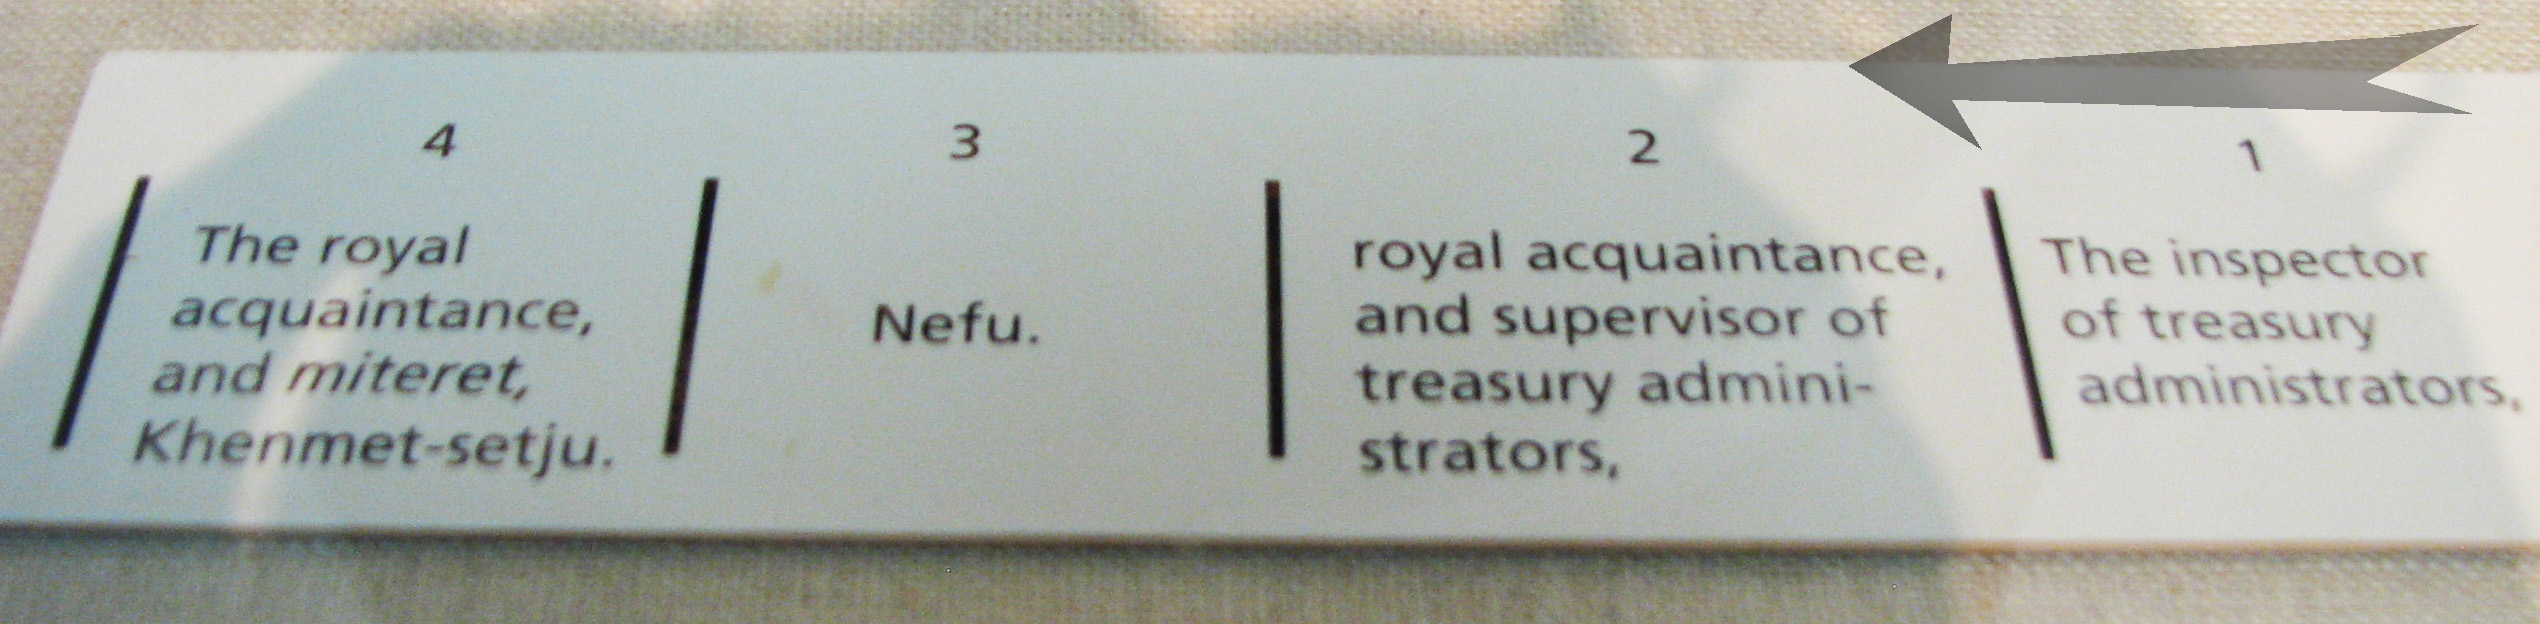 1
The inspector
of treasury
administrators,
2
royal acquaintance,
and supervisor of
treasury admini-
strators,
3
Nefu.
4
The royal
acquaintance,
and miteret,
Khenmet-setju.